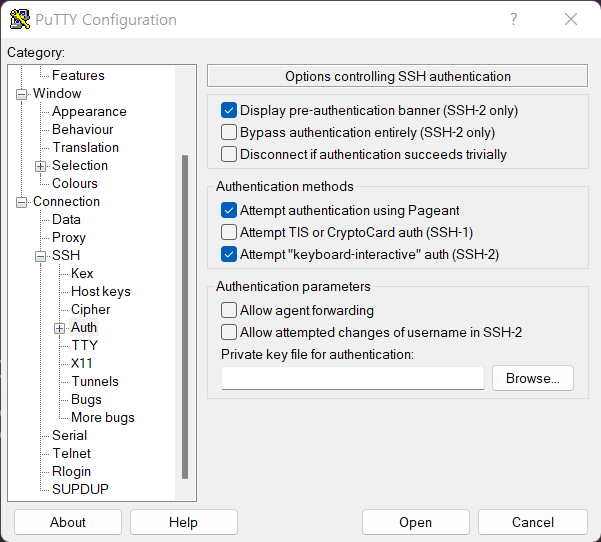 PuTTY Configuration
?
Category:
Features
Window
Appearance
Behaviour
Translation
Selection
Colours
Connection
Data
Proxy
SSH
Kex
Host keys
Cipher
Auth
TTY
X11
Tunnels
Bugs
More bugs
Serial
Telnet
Rlogin
SUPDUP
Options controlling SSH authentication
Display pre-authentication banner (SSH-2 only)
Bypass authentication entirely (SSH-2 only)
Disconnect if authentication succeeds trivially
Authentication methods
Attempt authentication using Pageant
Attempt TIS or CryptoCard auth (SSH-1)
Attempt "keyboard-interactive" auth (SSH-2)
Authentication parameters
Allow agent forwarding
Allow attempted changes of username in SSH-2
Private key file for authentication:
Browse...
About
Help
Open
Cancel